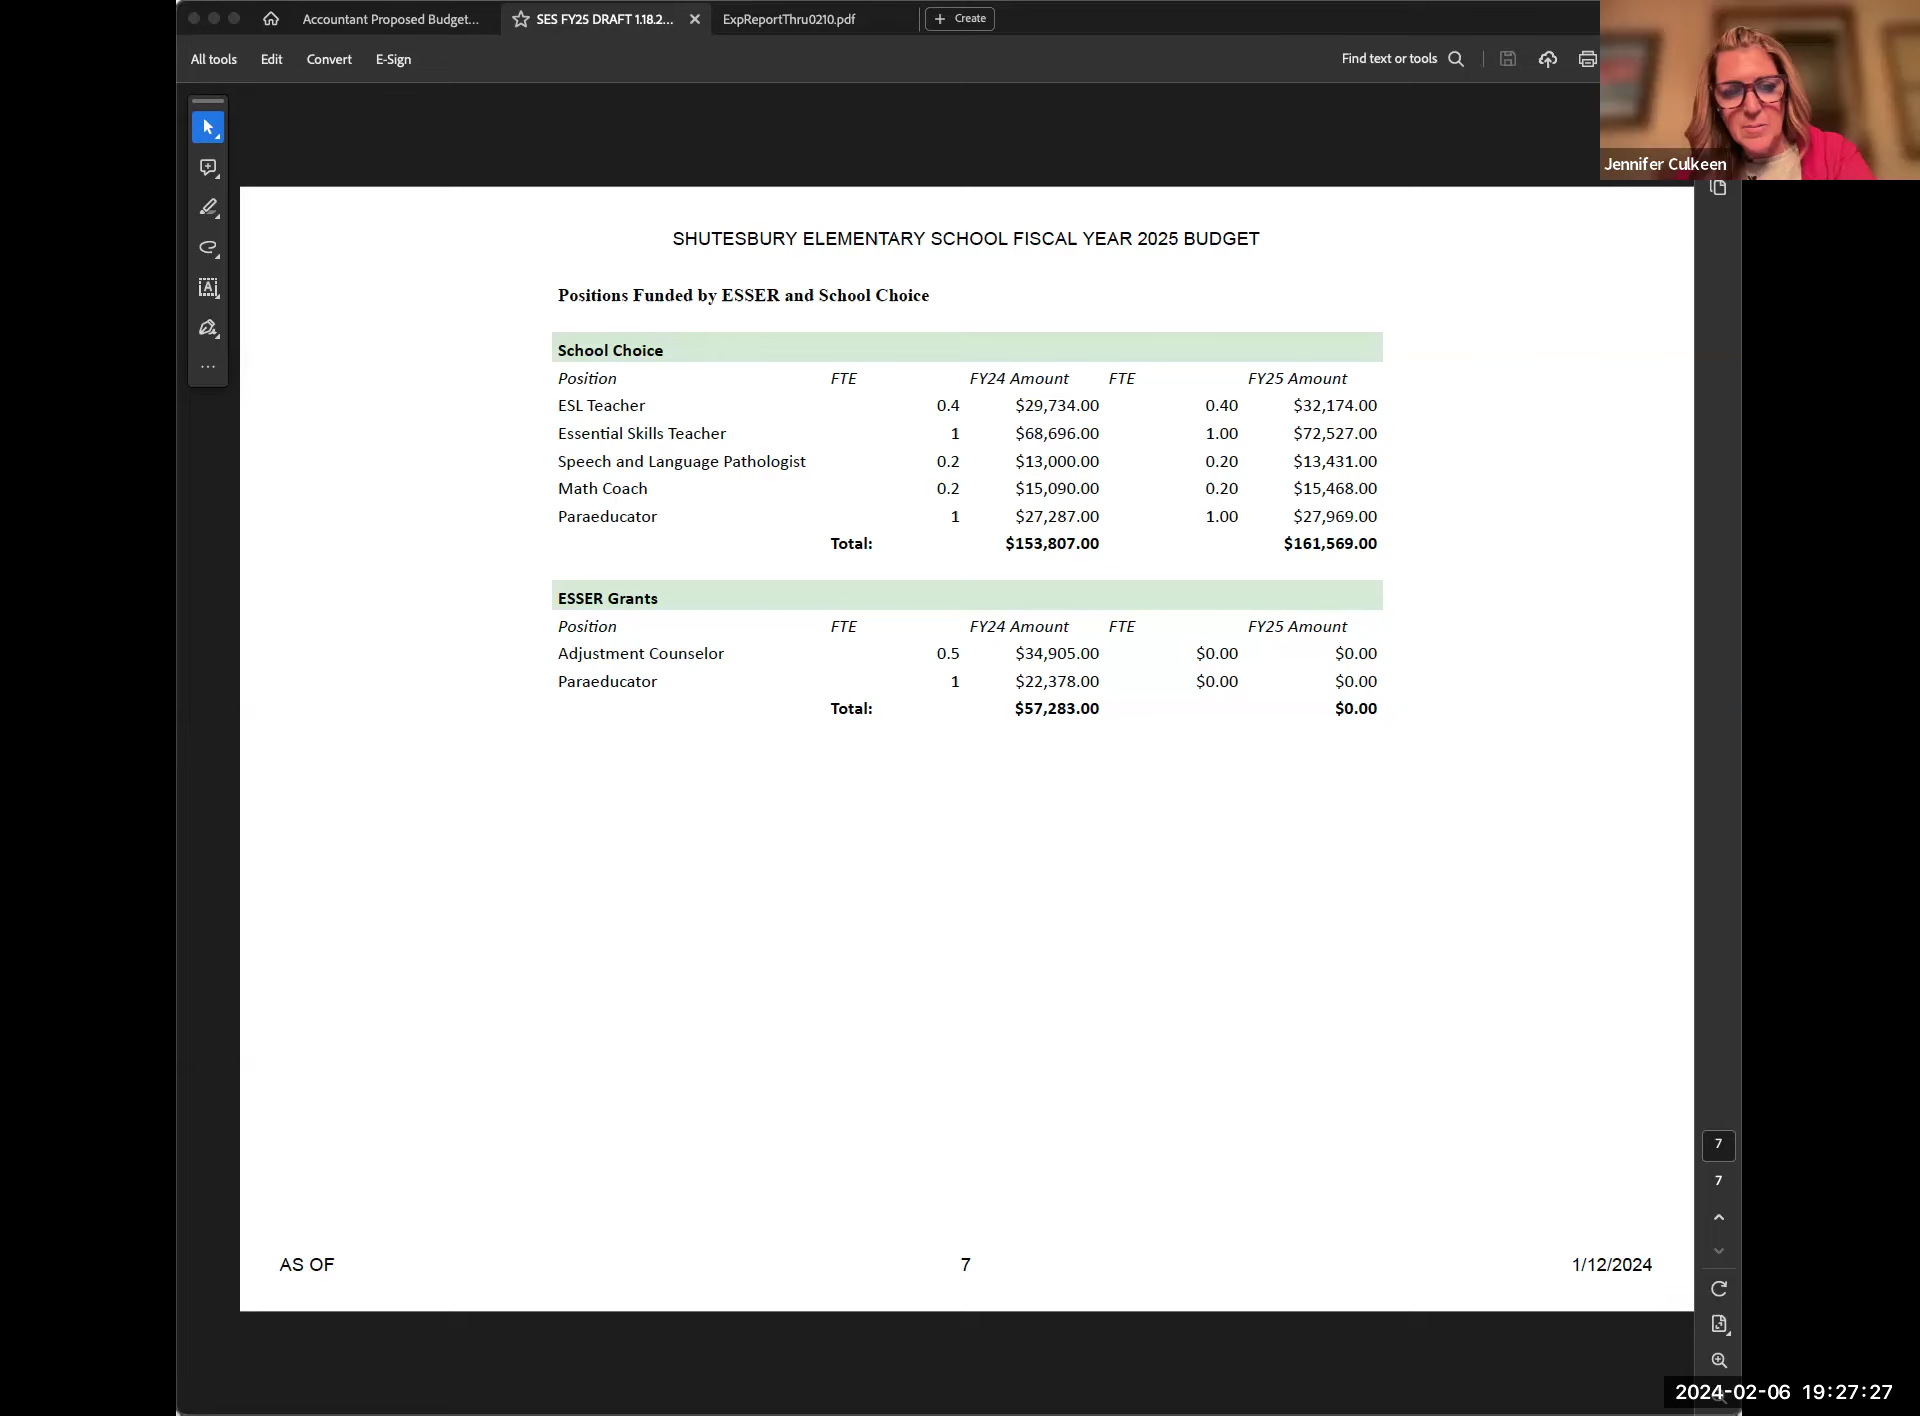 Accountant Proposed Budget...
SES FY25 DRAFT 1.18.2...
ExpReportThru0210.pdf
Create
All tools
Edit
Convert
E-Sign
Find text or tools
Jennifer Culkeen
SHUTESBURY ELEMENTARY SCHOOL FISCAL YEAR 2025 BUDGET
Positions Funded by ESSER and School Choice
School Choice
Position FTE FY24 Amount FTE FY25 Amount
ESL Teacher 0.4 $29,734.00 0.40 $32,174.00
Essential Skills Teacher 1 $68,696.00 1.00 $72,527.00
Speech and Language Pathologist 0.2 $13,000.00 0.20 $13,431.00
Math Coach 0.2 $15,090.00 0.20 $15,468.00
Paraeducator 1 $27,287.00 1.00 $27,969.00
Total: $153,807.00 $161,569.00
ESSER Grants
Position FTE FY24 Amount FTE FY25 Amount
Adjustment Counselor 0.5 $34,905.00 $0.00 $0.00
Paraeducator 1 $22,378.00 $0.00 $0.00
Total: $57,283.00 $0.00
7
7
AS OF 7 1/12/2024
2024-02-06 19:27:27